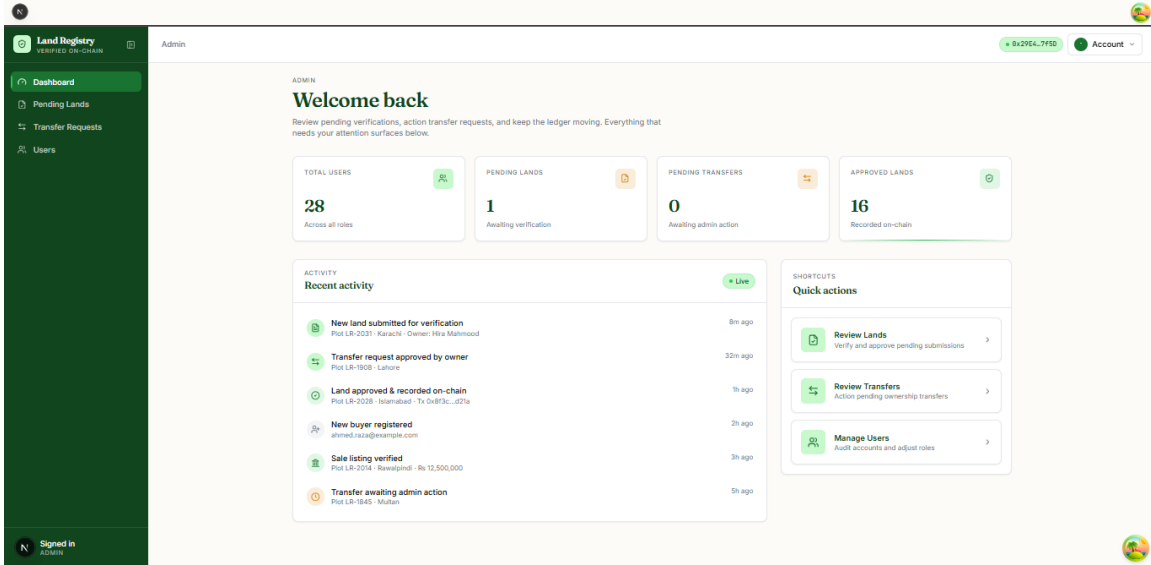 N
Land Registry
VERIFIED ON-CHAIN
Admin
0x29E4…7f5D
Account
Dashboard
Pending Lands
Transfer Requests
Users
ADMIN
Welcome back
Review pending verifications, action transfer requests, and keep the ledger moving. Everything that
needs your attention surfaces below.
TOTAL USERS
28
Across all roles
PENDING LANDS
1
Awaiting verification
PENDING TRANSFERS
0
Awaiting admin action
APPROVED LANDS
16
Recorded on-chain
ACTIVITY
Recent activity
Live
New land submitted for verification
8m ago
Plot LR-2031 · Karachi · Owner: Hira Mahmood
Transfer request approved by owner
32m ago
Plot LR-1908 · Lahore
Land approved & recorded on-chain
1h ago
Plot LR-2028 · Islamabad · Tx 0x8f3c…d21a
New buyer registered
2h ago
ahmed.raza@example.com
Sale listing verified
3h ago
Plot LR-2014 · Rawalpindi · Rs 12,500,000
Transfer awaiting admin action
5h ago
Plot LR-1845 · Multan
SHORTCUTS
Quick actions
Review Lands
Verify and approve pending submissions
Review Transfers
Action pending ownership transfers
Manage Users
Audit accounts and adjust roles
N
Signed in
ADMIN